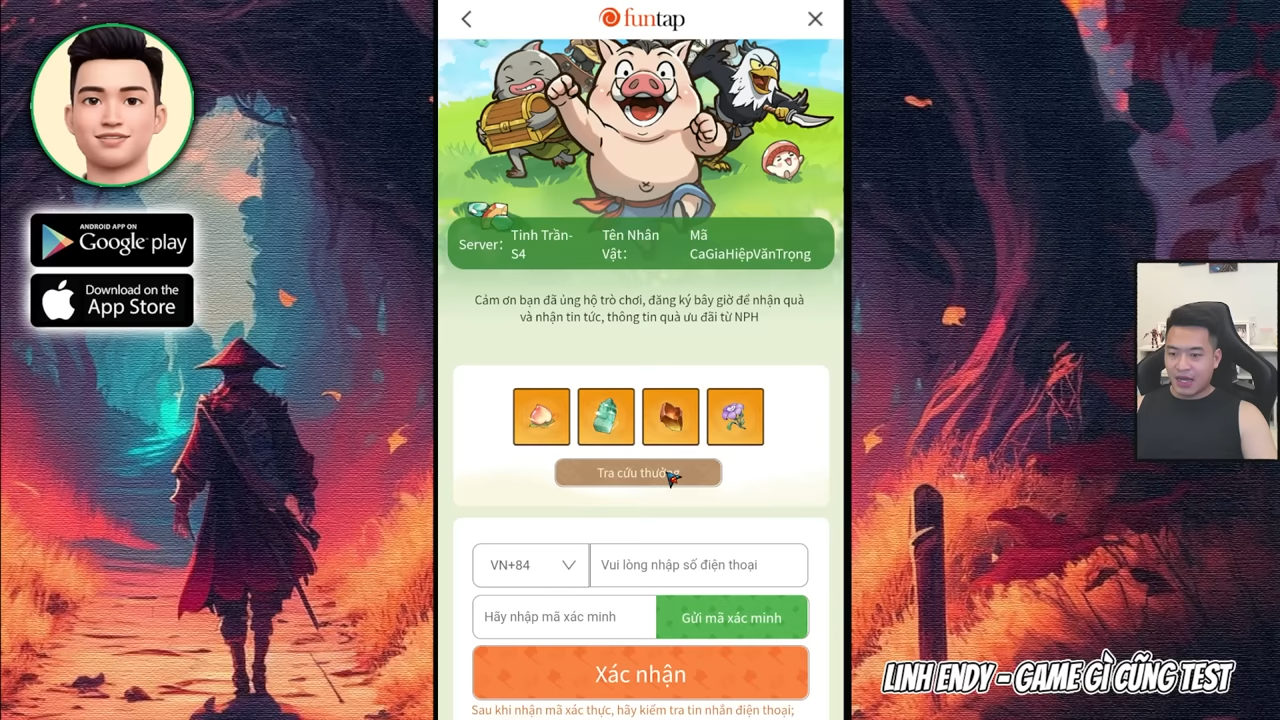 funtap
ANDROID APP ON
Google play
Download on the
App Store
Server:
Tinh Trần-
S4
Tên Nhân
Vật:
Mã
CaGiaHiệpVănTrọng
Cảm ơn bạn đã ủng hộ trò chơi, đăng ký bây giờ để nhận quà
và nhận tin tức, thông tin quà ưu đãi từ NPH
Tra cứu thưởng
VN+84
Vui lòng nhập số điện thoại
Hãy nhập mã xác minh
Gửi mã xác minh
Xác nhận
Sau khi nhận mã xác thực, hãy kiểm tra tin nhắn điện thoại;
LINH ENDY - GAME GÌ CŨNG TEST